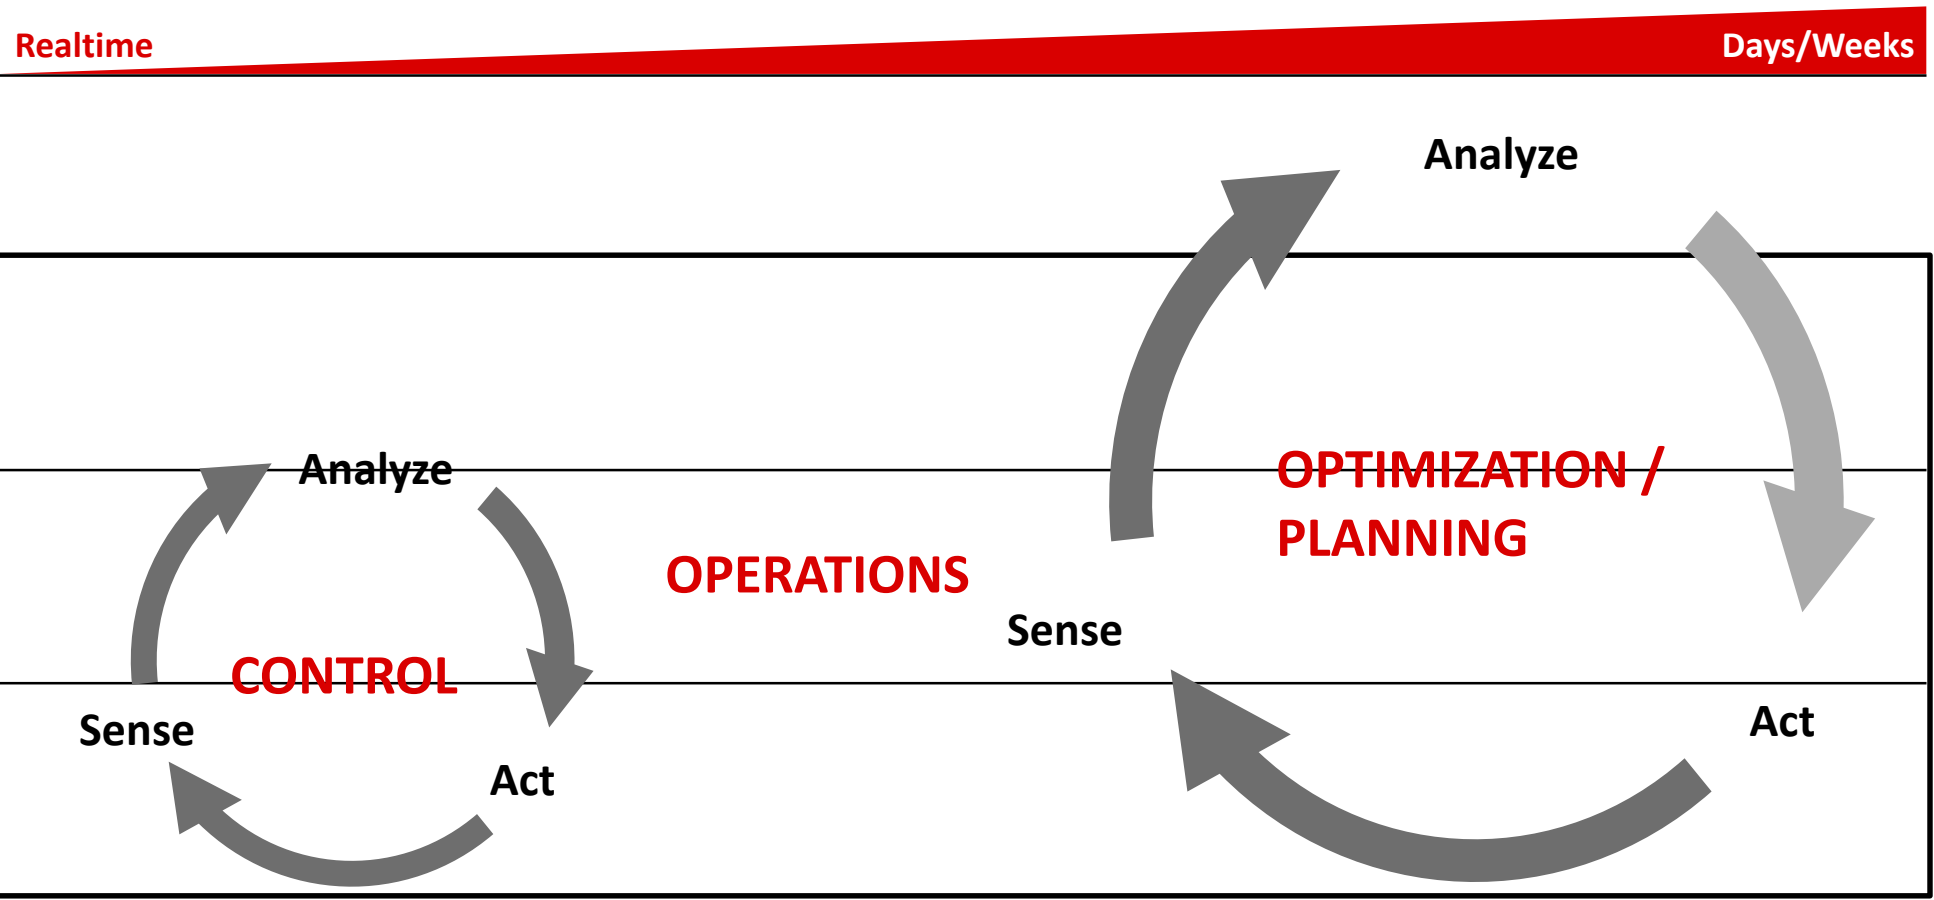 Realtime
Days/Weeks
Analyze
Analyze
OPTIMIZATION /
PLANNING
OPERATIONS
Sense
CONTROL
Sense
Act
Act